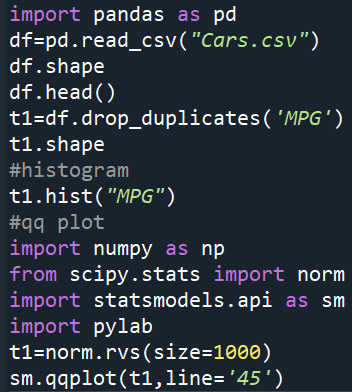 import pandas as pd
df=pd.read_csv("Cars.csv")
df.shape
df.head()
t1=df.drop_duplicates('MPG')
t1.shape
#histogram
t1.hist("MPG")
#qq plot
import numpy as np
from scipy.stats import norm
import statsmodels.api as sm
import pylab
t1=norm.rvs(size=1000)
sm.qqplot(t1,line='45')